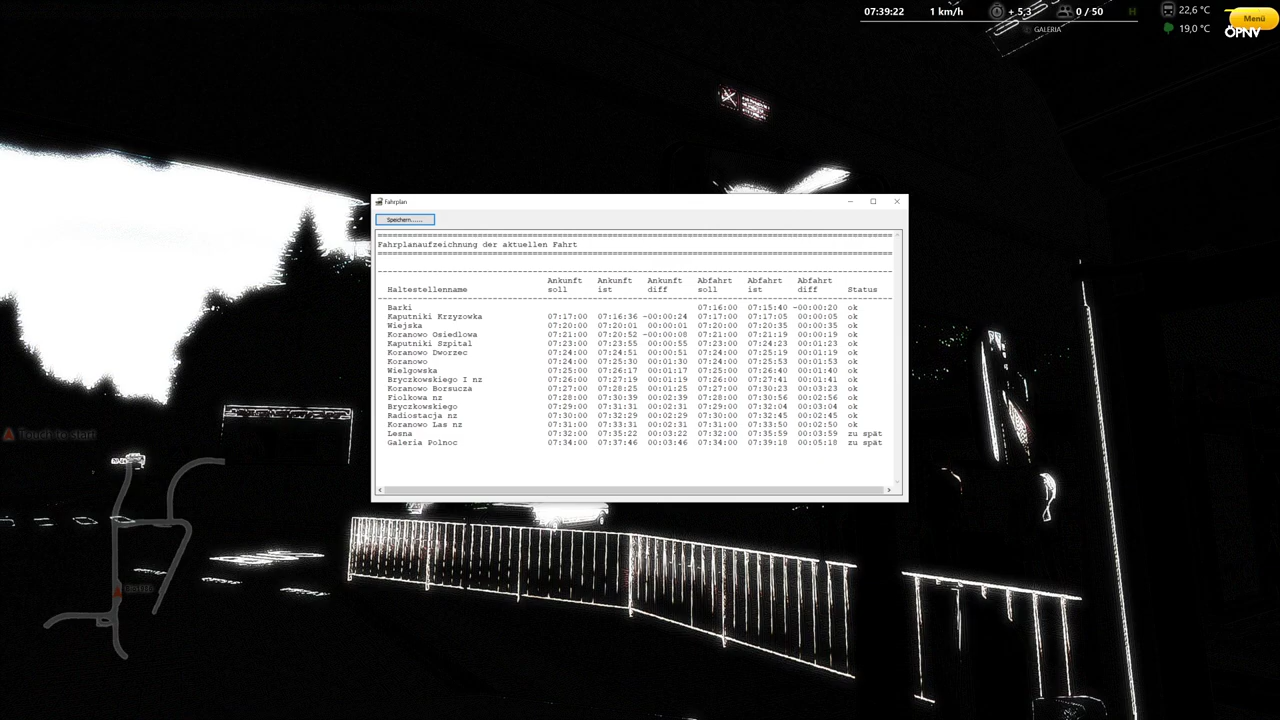 07:39:22 1 km/h + 5,3 0 / 50 H 22,6 °C Menü
GALERIA 19,0 °C ÖPNV
Fahrplan
Speichern......
Fahrplanaufzeichnung der aktuellen Fahrt
Ankunft Ankunft Ankunft Abfahrt Abfahrt Abfahrt
Haltestellenname soll ist diff soll ist diff Status
Barki 07:16:00 07:15:40 -00:00:20 ok
Kaputniki Krzyzowka 07:17:00 07:16:36 -00:00:24 07:17:00 07:17:05 00:00:05 ok
Wiejska 07:20:00 07:20:01 00:00:01 07:20:00 07:20:35 00:00:35 ok
Koranowo Osiedlowa 07:21:00 07:20:52 -00:00:08 07:21:00 07:21:19 00:00:19 ok
Kaputniki Szpital 07:23:00 07:23:55 00:00:55 07:23:00 07:24:23 00:01:23 ok
Koranowo Dworzec 07:24:00 07:24:51 00:00:51 07:24:00 07:25:19 00:01:19 ok
Koranowo 07:24:00 07:25:30 00:01:30 07:24:00 07:25:53 00:01:53 ok
Wielgowska 07:25:00 07:26:17 00:01:17 07:25:00 07:26:40 00:01:40 ok
Bryczkowskiego I nz 07:26:00 07:27:19 00:01:19 07:26:00 07:27:41 00:01:41 ok
Koranowo Borsucza 07:27:00 07:28:25 00:01:25 07:27:00 07:30:23 00:03:23 ok
Fiolkowa nz 07:28:00 07:30:39 00:02:39 07:28:00 07:30:56 00:02:56 ok
Bryczkowskiego 07:29:00 07:31:31 00:02:31 07:29:00 07:32:04 00:03:04 ok
Radiostacja nz 07:30:00 07:32:29 00:02:29 07:30:00 07:32:45 00:02:45 ok
Koranowo Las nz 07:31:00 07:33:31 00:02:31 07:31:00 07:33:50 00:02:50 ok
Lesna 07:32:00 07:35:22 00:03:22 07:32:00 07:35:59 00:03:59 zu spät
Galeria Polnoc 07:34:00 07:37:46 00:03:46 07:34:00 07:39:18 00:05:18 zu spät
Touch to start